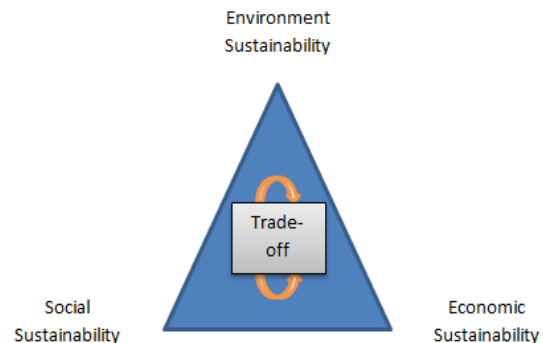 Environment
Sustainability
Trade-
off
Social
Sustainability
Economic
Sustainability